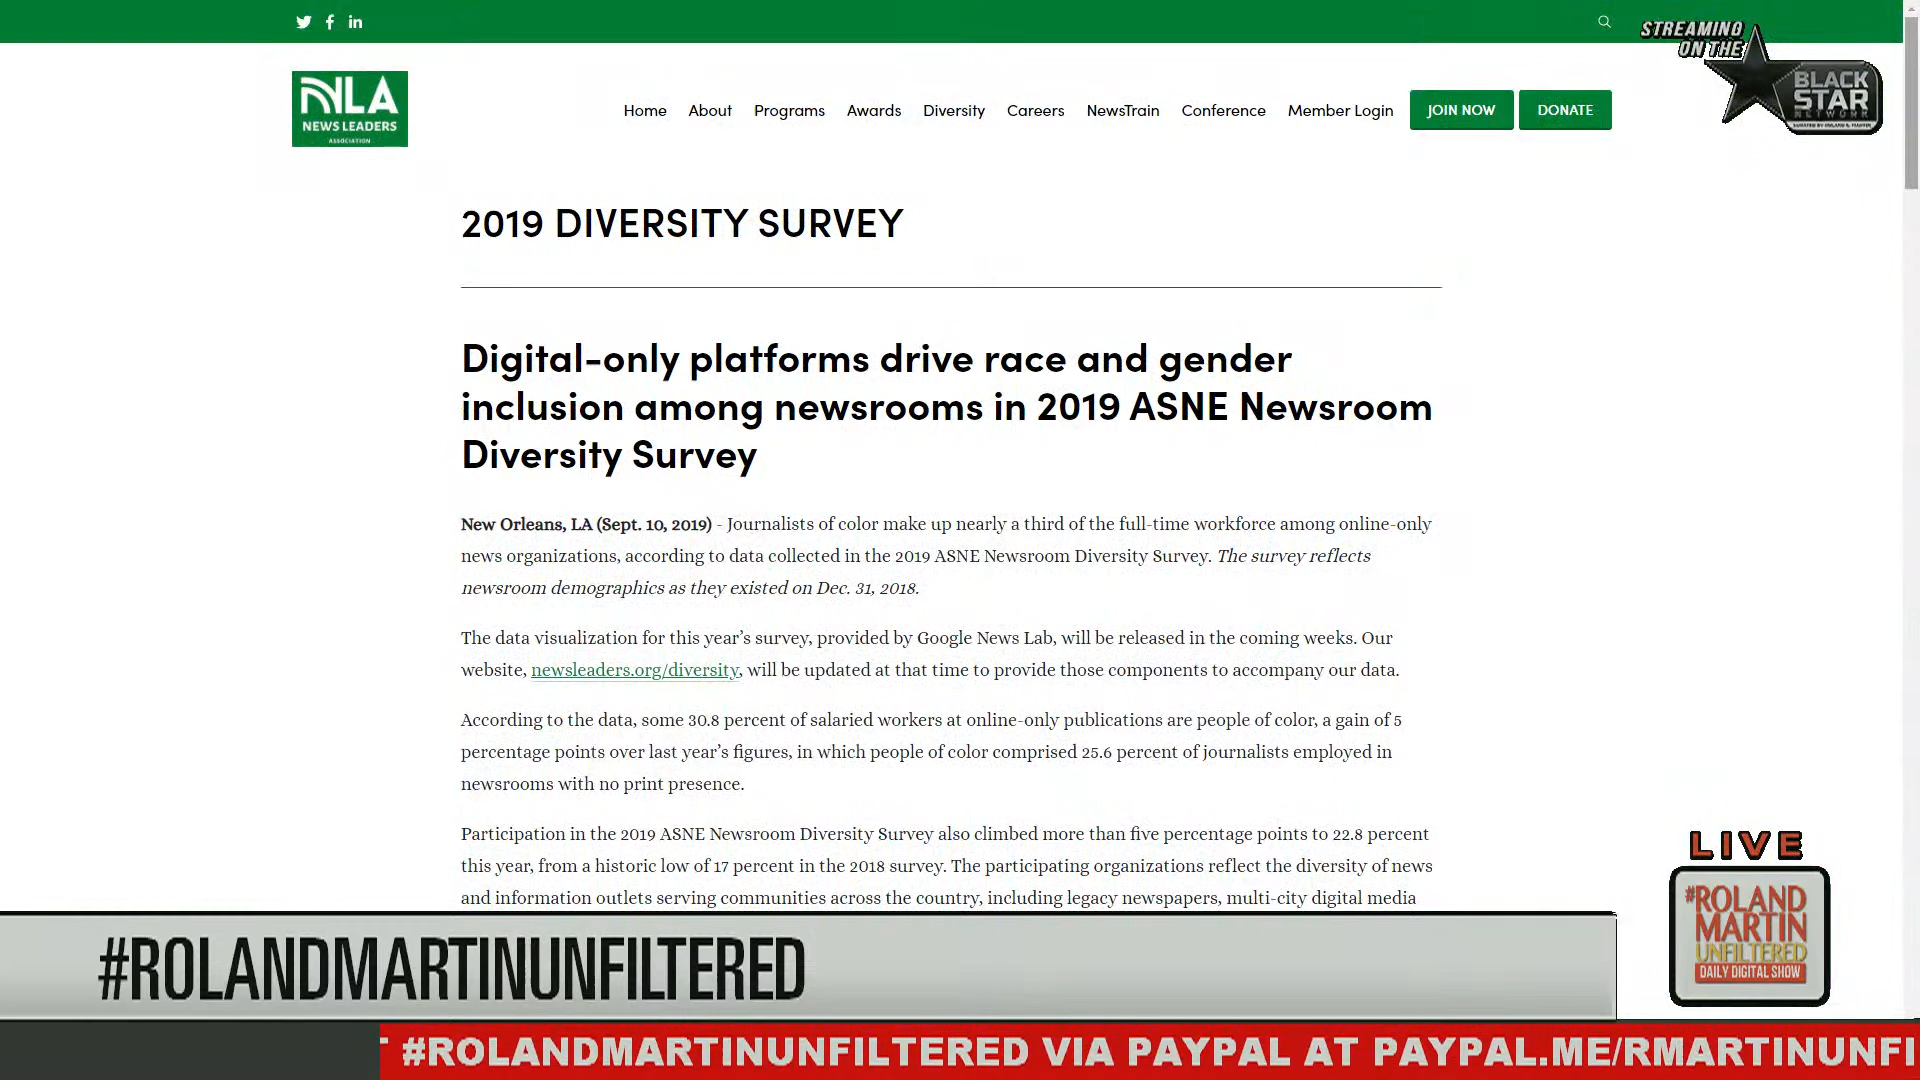 STREAMING
ON THE
BLACK
STAR
NETWORK
NLA
NEWS LEADERS
ASSOCIATION
Home About Programs Awards Diversity Careers NewsTrain Conference Member Login JOIN NOW DONATE
2019 DIVERSITY SURVEY
Digital-only platforms drive race and gender
inclusion among newsrooms in 2019 ASNE Newsroom
Diversity Survey
New Orleans, LA (Sept. 10, 2019) - Journalists of color make up nearly a third of the full-time workforce among online-only
news organizations, according to data collected in the 2019 ASNE Newsroom Diversity Survey. The survey reflects
newsroom demographics as they existed on Dec. 31, 2018.
The data visualization for this year's survey, provided by Google News Lab, will be released in the coming weeks. Our
website, newsleaders.org/diversity, will be updated at that time to provide those components to accompany our data.
According to the data, some 30.8 percent of salaried workers at online-only publications are people of color, a gain of 5
percentage points over last year's figures, in which people of color comprised 25.6 percent of journalists employed in
newsrooms with no print presence.
Participation in the 2019 ASNE Newsroom Diversity Survey also climbed more than five percentage points to 22.8 percent
this year, from a historic low of 17 percent in the 2018 survey. The participating organizations reflect the diversity of news
and information outlets serving communities across the country, including legacy newspapers, multi-city digital media
LIVE
#ROLAND
MARTIN
UNFILTERED
DAILY DIGITAL SHOW
#ROLANDMARTINUNFILTERED
#ROLANDMARTINUNFILTERED VIA PAYPAL AT PAYPAL.ME/RMARTINUNFI